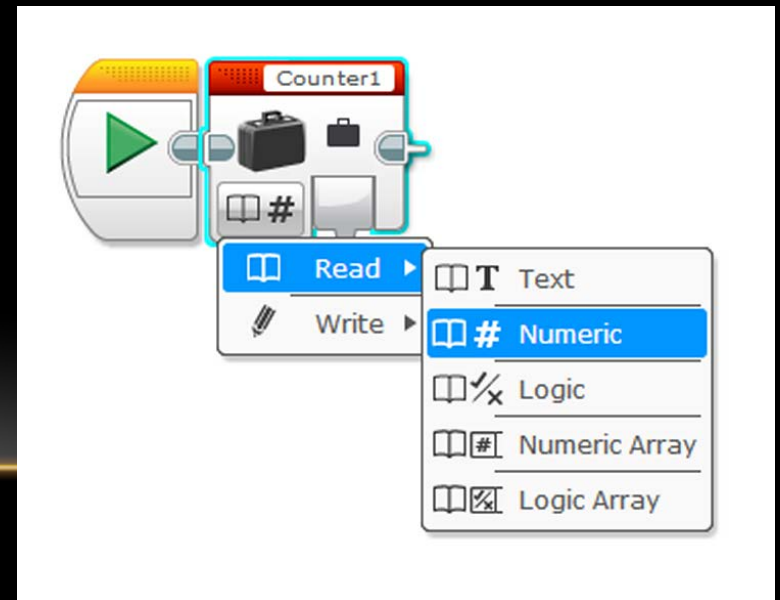 Counter1
#
Read
Write
T Text
# Numeric
Logic
# Numeric Array
Logic Array